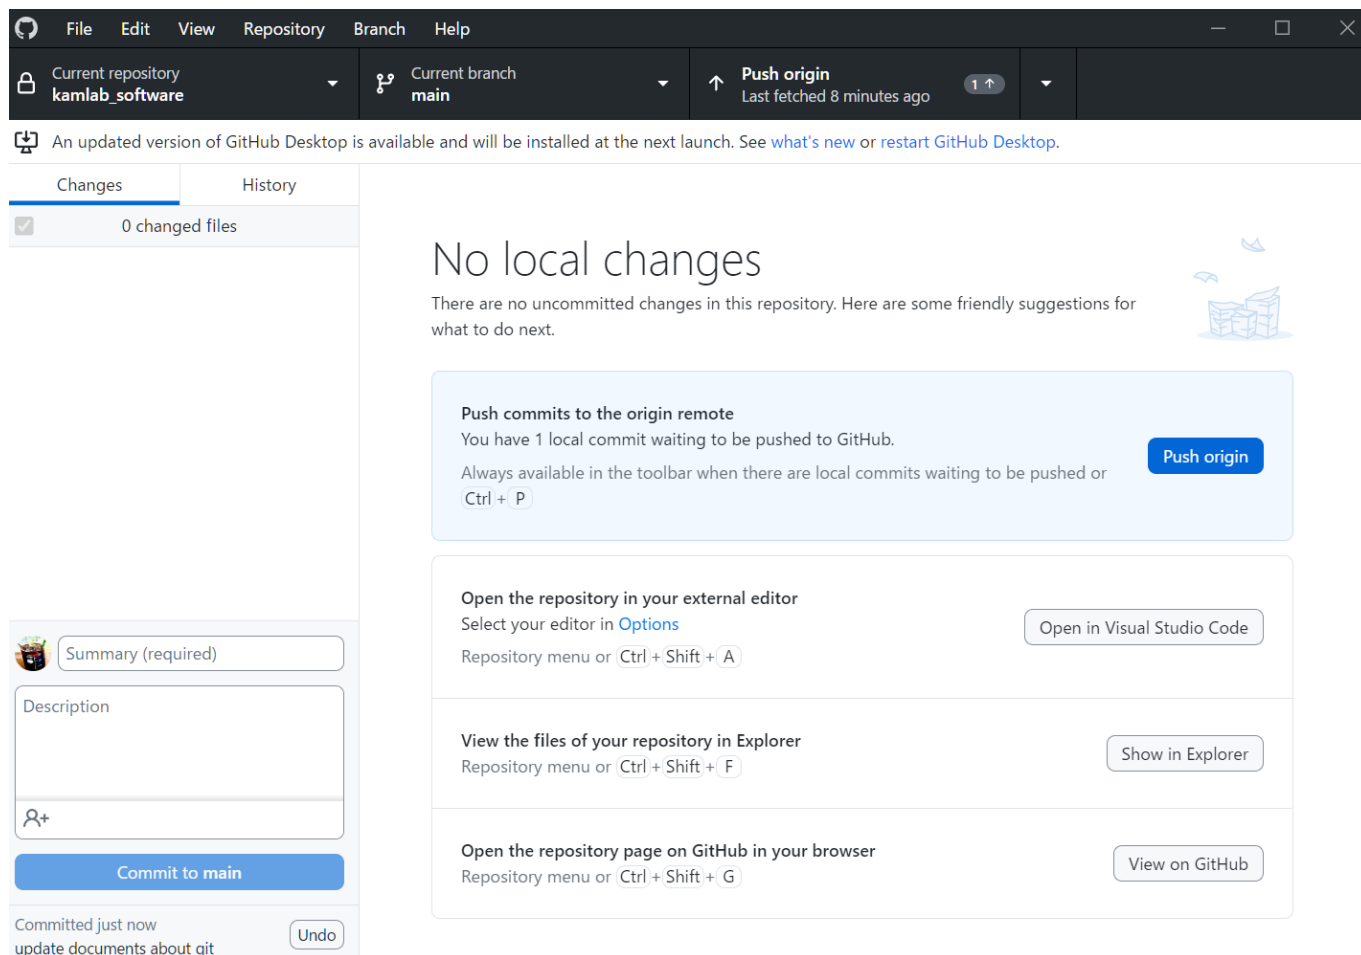 File Edit View Repository Branch Help
Current repository
kamlab_software
Current branch
main
Push origin
Last fetched 8 minutes ago
1
An updated version of GitHub Desktop is available and will be installed at the next launch. See what's new or restart GitHub Desktop.
Changes
History
0 changed files
No local changes
There are no uncommitted changes in this repository. Here are some friendly suggestions for
what to do next.
Push commits to the origin remote
You have 1 local commit waiting to be pushed to GitHub.
Always available in the toolbar when there are local commits waiting to be pushed or
Ctrl + P
Push origin
Open the repository in your external editor
Select your editor in Options
Repository menu or Ctrl + Shift + A
Open in Visual Studio Code
View the files of your repository in Explorer
Repository menu or Ctrl + Shift + F
Show in Explorer
Open the repository page on GitHub in your browser
Repository menu or Ctrl + Shift + G
View on GitHub
Summary (required)
Description
Commit to main
Committed just now
update documents about git
Undo